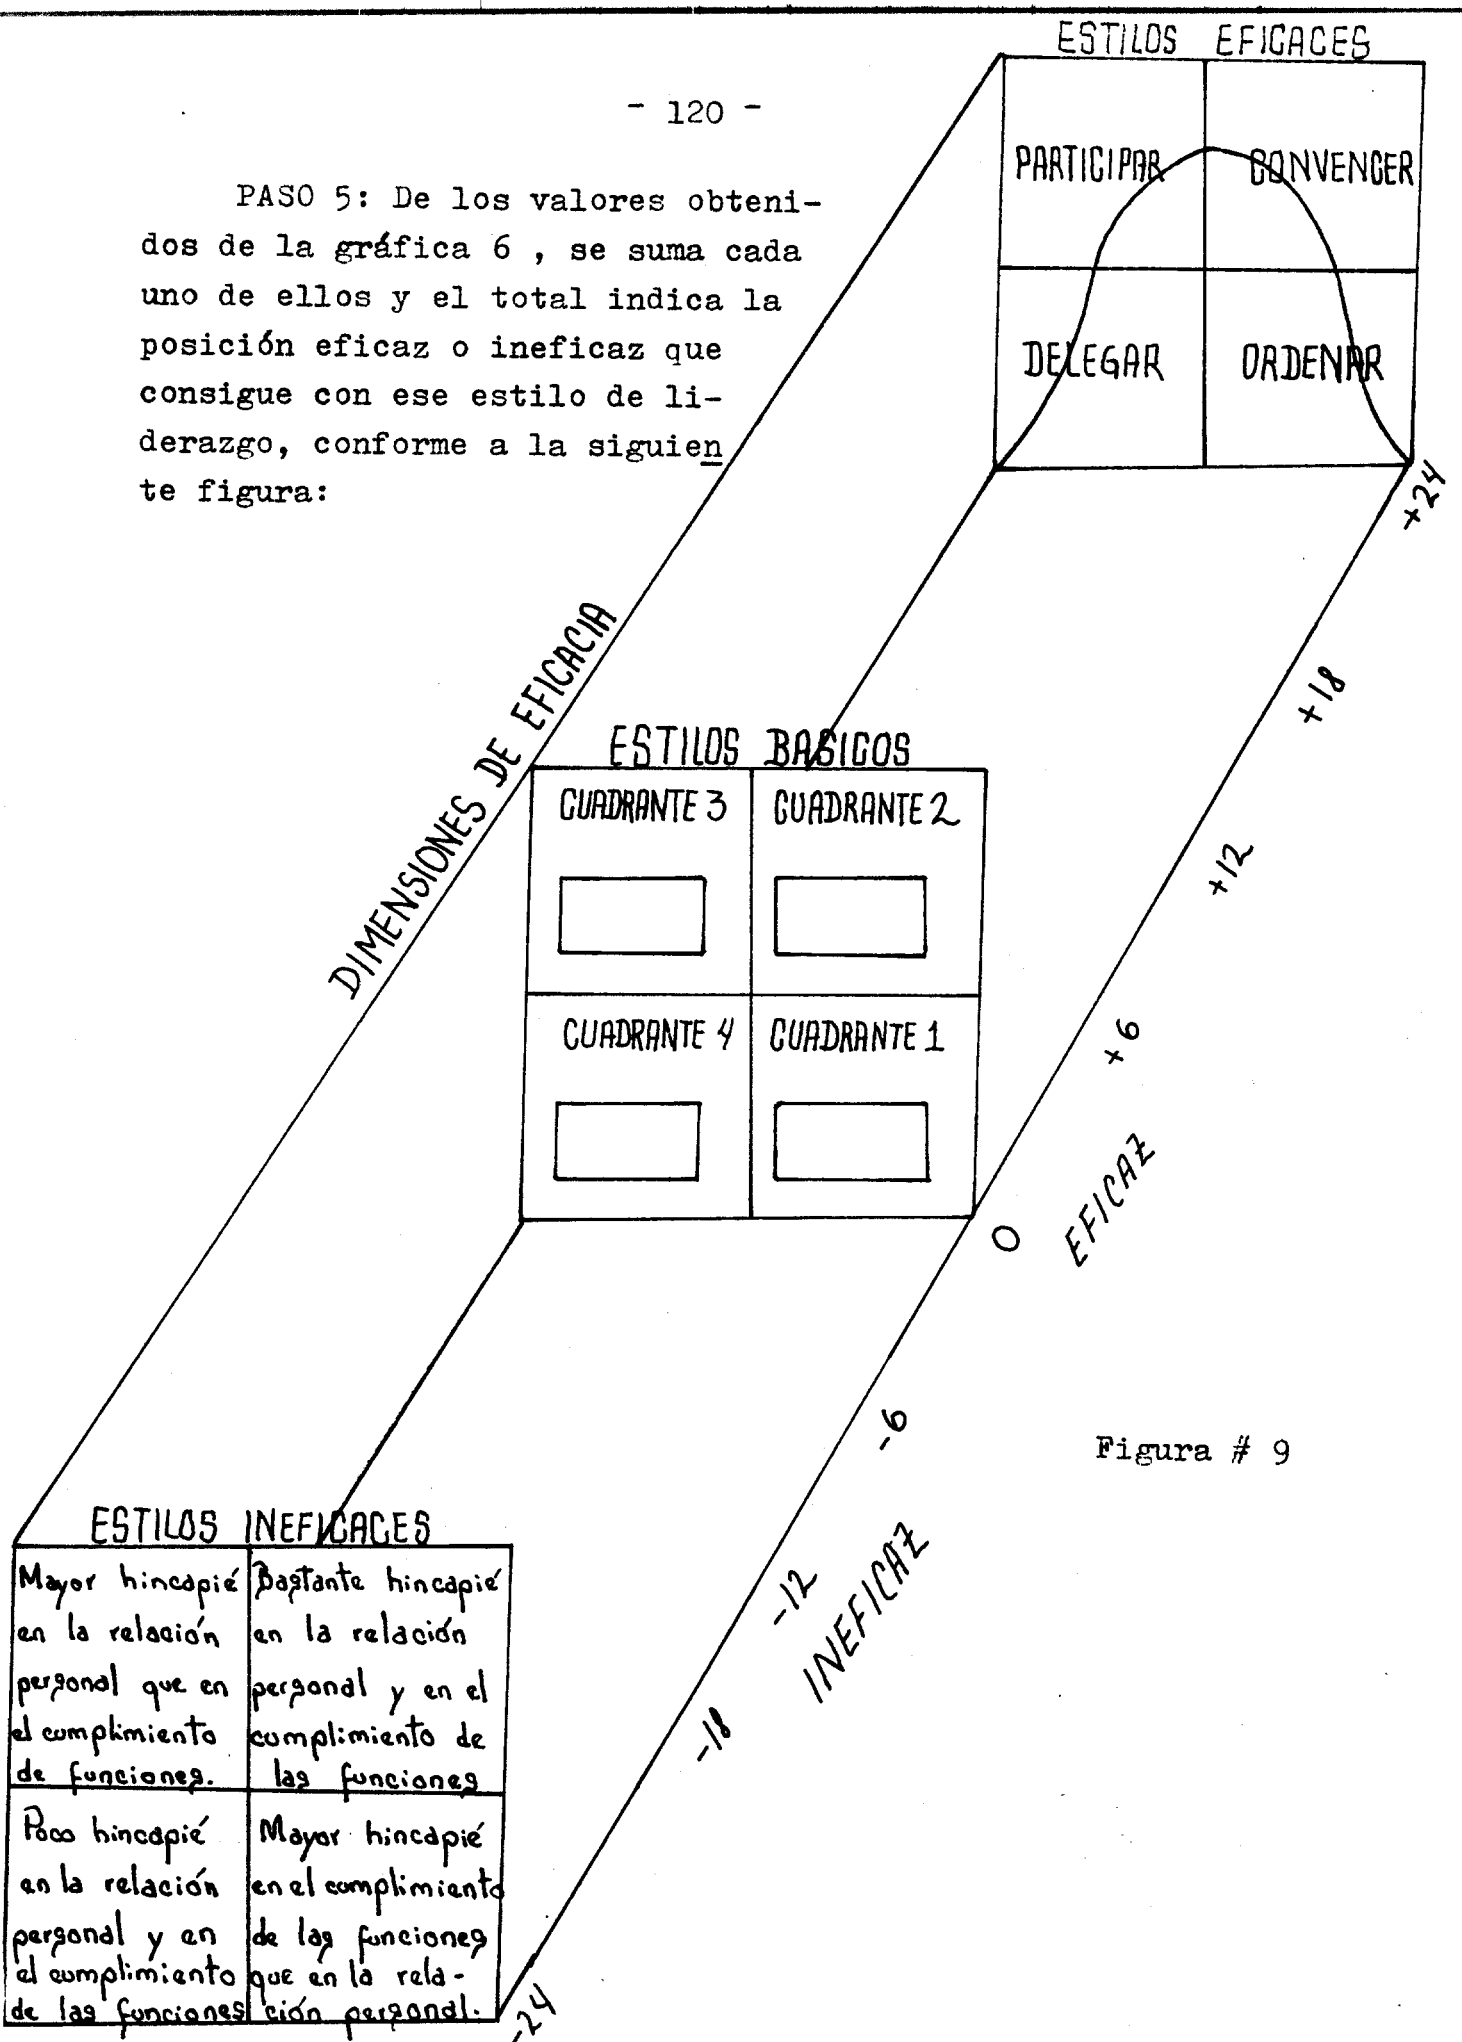 ESTILOS EFICACES
- 120 -
PARTICIPAR
CONVENCER
PASO 5: De los valores obteni-
dos de la gráfica 6 , se suma cada
uno de ellos y el total indica la
posición eficaz o ineficaz que
consigue con ese estilo de li-
derazgo, conforme a la siguien
te figura:
DELEGAR
ORDENAR
+24
+18
+12
+6
0
EFICAZ
DIMENSIONES DE EFICACIA
ESTILOS BASICOS
CUADRANTE 3
CUADRANTE 2
CUADRANTE 4
CUADRANTE 1
-6
-12
INEFICAZ
-18
-24
Figura # 9
ESTILOS INEFICACES
Mayor hincapié
en la relación
personal que en
el cumplimiento
de funciones.
Bastante hincapié
en la relación
personal y en el
cumplimiento de
las funciones
Poco hincapié
en la relación
personal y en
el cumplimiento
de las funciones
Mayor hincapié
en el cumplimiento
de las funciones
que en la rela-
ción personal.